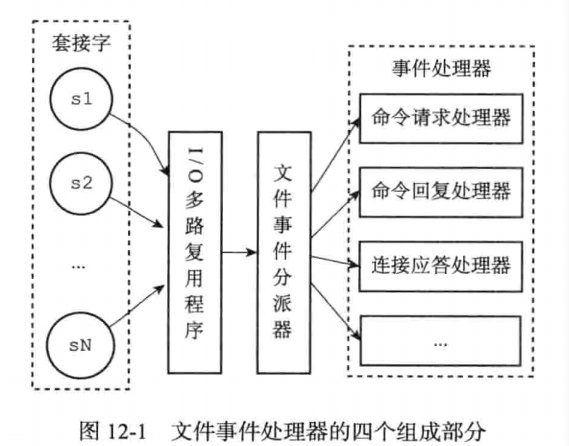 套接字
s1
s2
...
sN
I/O多路复用程序
文件事件分派器
事件处理器
命令请求处理器
命令回复处理器
连接应答处理器
...
图 12-1 文件事件处理器的四个组成部分